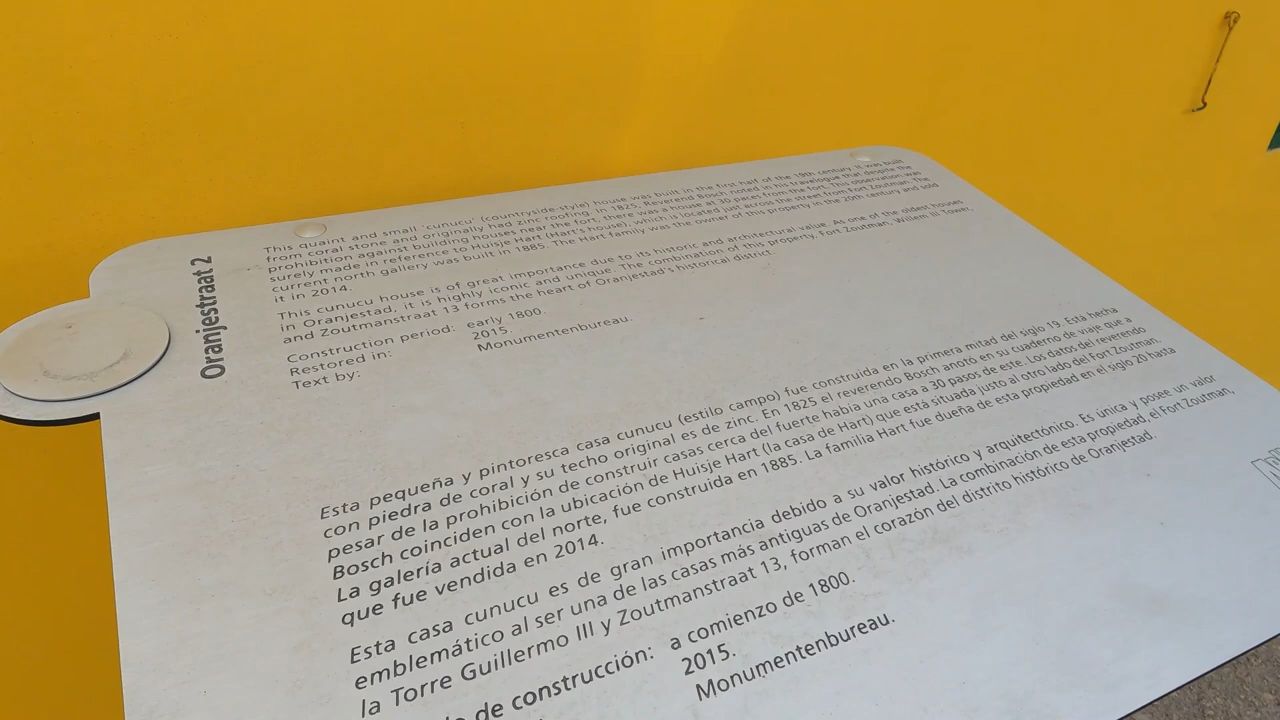 Oranjestraat 2
This quaint and small 'cunucu' (countryside-style) house was built in the first half of the 19th century. It was built
from coral stone and originally had zinc roofing. In 1825, Reverend Bosch noted in his travelogue that despite the
prohibition against building houses near the fort, there was a house at 30 paces from the fort. This observation was
surely made in reference to Huisje Hart (Hart's house), which is located just across the street from Fort Zoutman. The
current north gallery was built in 1885. The Hart family was the owner of this property in the 20th century and sold
it in 2014.
This cunucu house is of great importance due to its historic and architectural value. As one of the oldest houses
in Oranjestad, it is highly iconic and unique. The combination of this property, Fort Zoutman, Willem III Tower,
and Zoutmanstraat 13 forms the heart of Oranjestad's historical district.
Construction period: early 1800.
Restored in: 2015.
Text by: Monumentenbureau.
Esta pequeña y pintoresca casa cunucu (estilo campo) fue construida en la primera mitad del siglo 19. Está hecha
con piedra de coral y su techo original es de zinc. En 1825 el reverendo Bosch anotó en su cuaderno de viaje que a
pesar de la prohibición de construir casas cerca del fuerte había una casa a 30 pasos de este. Los datos del reverendo
Bosch coinciden con la ubicación de Huisje Hart (la casa de Hart) que está situada justo al otro lado del Fort Zoutman.
La galería actual del norte, fue construida en 1885. La familia Hart fue dueña de esta propiedad en el siglo 20 hasta
que fue vendida en 2014.
Esta casa cunucu es de gran importancia debido a su valor histórico y arquitectónico. Es única y posee un valor
emblemático al ser una de las casas más antiguas de Oranjestad. La combinación de esta propiedad, el Fort Zoutman,
la Torre Guillermo III y Zoutmanstraat 13, forman el corazón del distrito histórico de Oranjestad.
de construcción: a comienzo de 1800.
2015.
Monumentenbureau.